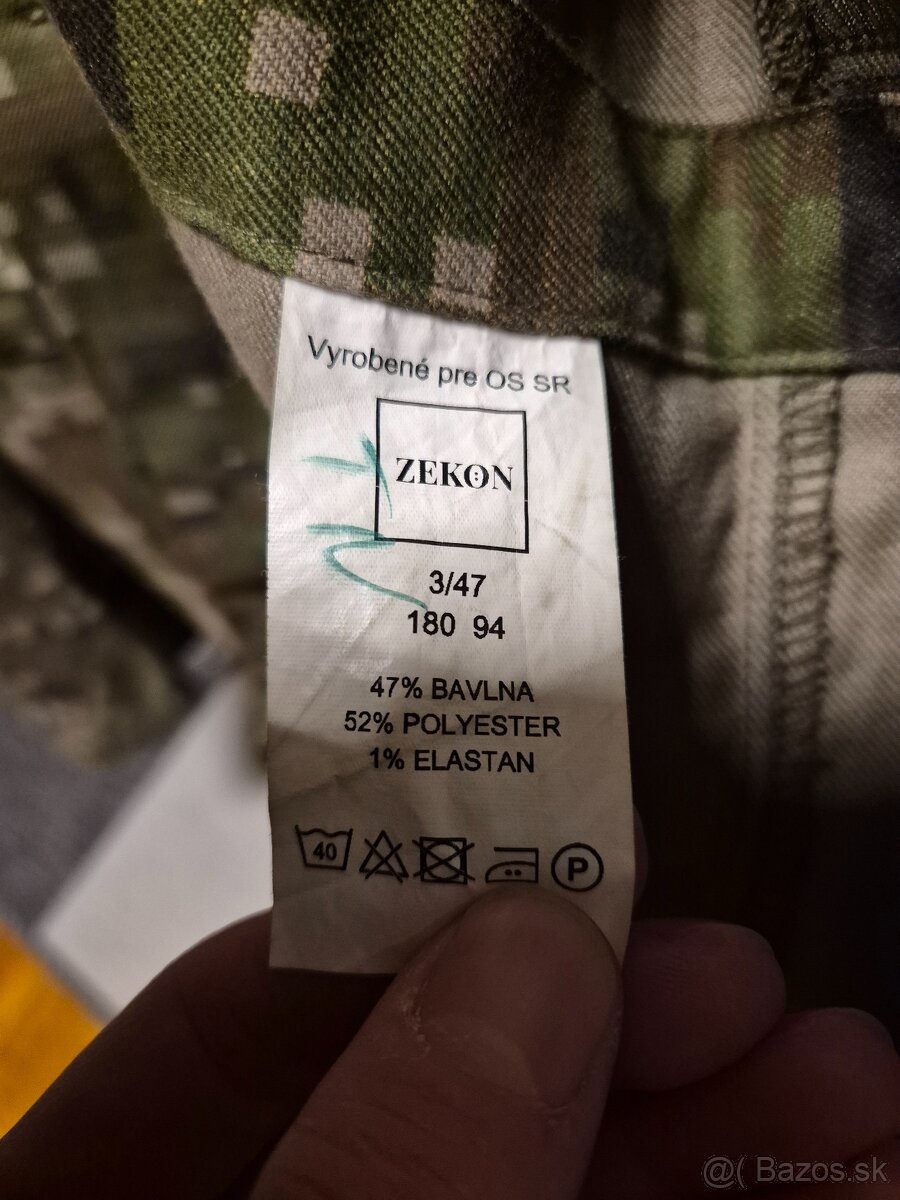 Vyrobené pre OS SR
ZEKON
3/47
180 94
47% BAVLNA
52% POLYESTER
1% ELASTAN
40
P
@( Bazos.sk